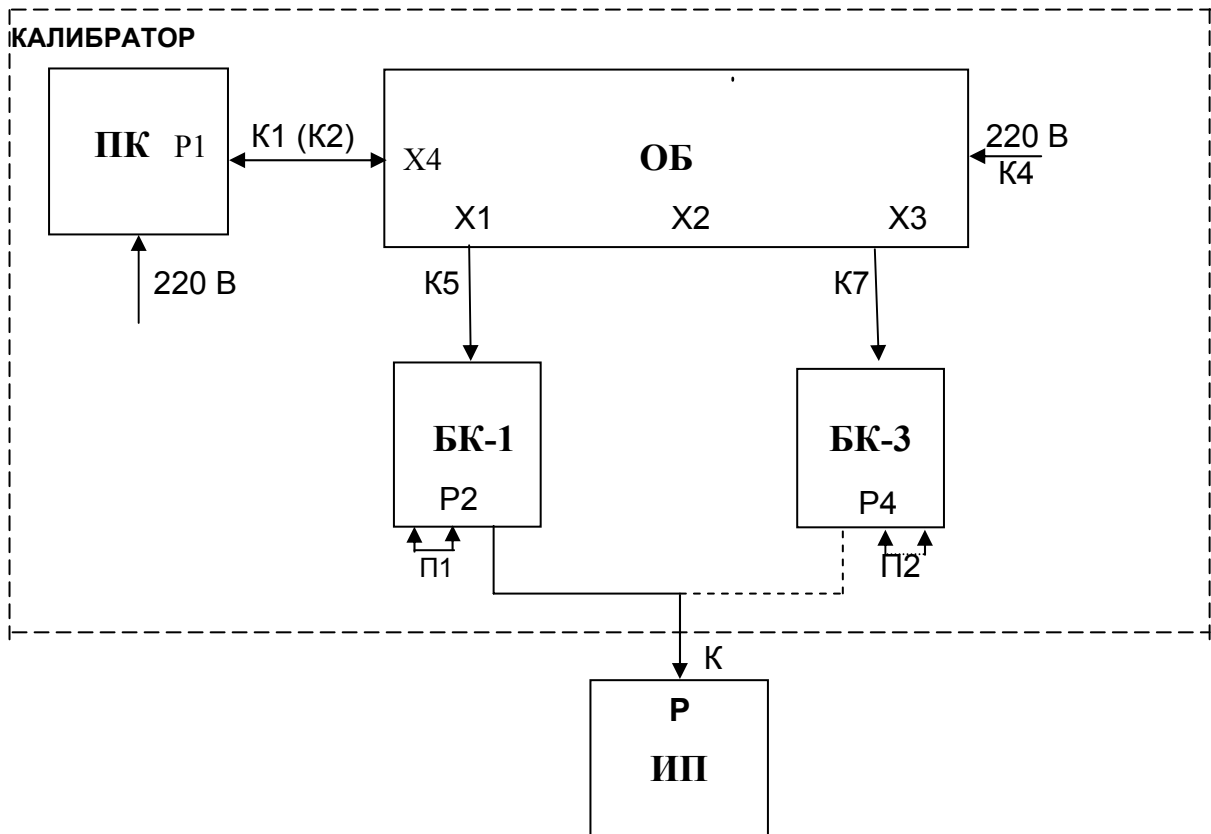 КАЛИБРАТОР
ПК Р1
К1 (К2)
Х4
ОБ
220 В
К4
Х1 Х2 Х3
220 В
К5
К7
БК-1
БК-3
Р2
Р4
П1
П2
К
Р
ИП